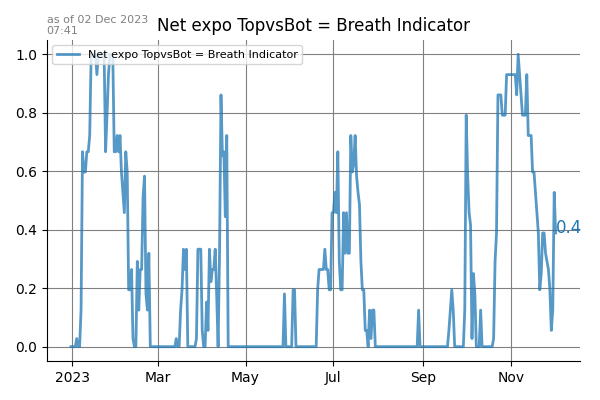 as of 02 Dec 2023
07:41
Net expo TopvsBot = Breath Indicator
Net expo TopvsBot = Breath Indicator
1.0
0.8
0.6
0.4
0.2
0.0
0.4
2023 Mar May Jul Sep Nov